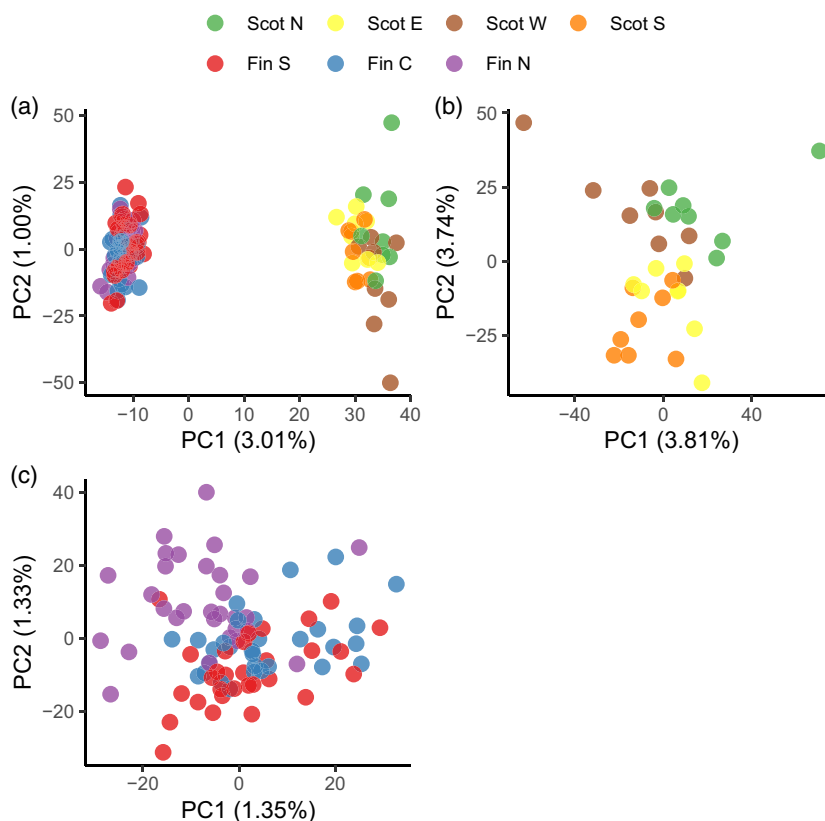 Scot N Scot E Scot W Scot S
Fin S Fin C Fin N
(a) (b)
50
25
0
−25
−50
PC2 (1.00%)
−10 0 10 20 30 40
PC1 (3.01%)
50
25
0
−25
PC2 (3.74%)
−40 0 40
PC1 (3.81%)
(c)
40
20
0
−20
PC2 (1.33%)
−20 0 20
PC1 (1.35%)